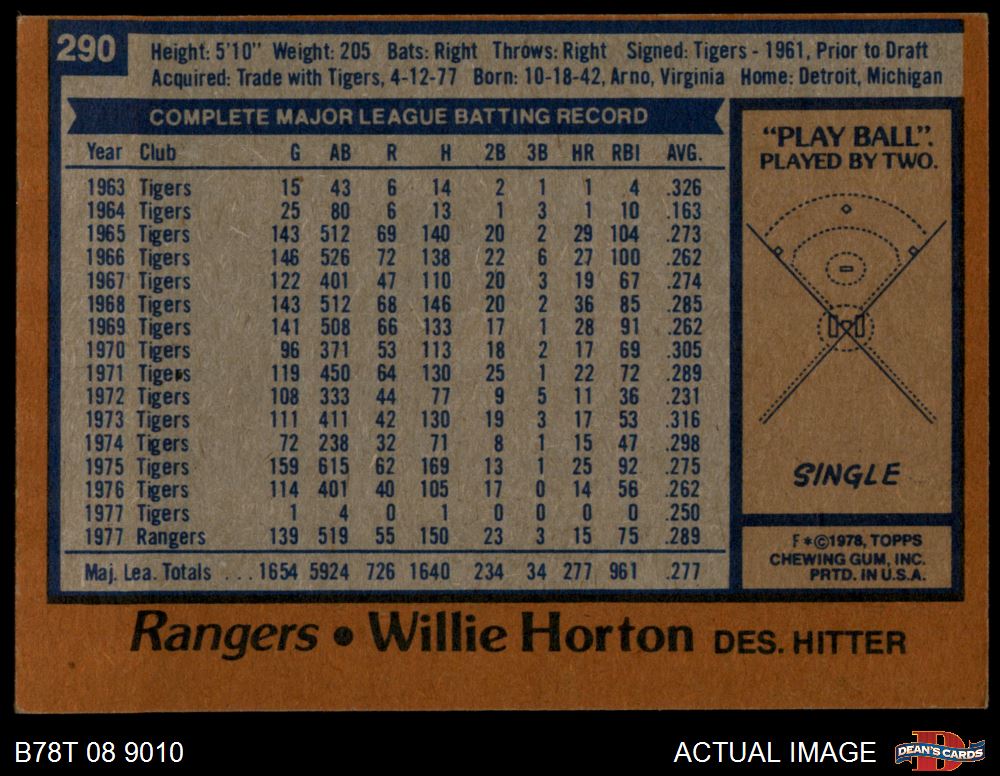 290
Height: 5'10" Weight: 205 Bats: Right Throws: Right Signed: Tigers - 1961, Prior to Draft
Acquired: Trade with Tigers, 4-12-77 Born: 10-18-42, Arno, Virginia Home: Detroit, Michigan
COMPLETE MAJOR LEAGUE BATTING RECORD
Year Club G AB R H 2B 3B HR RBI AVG.
1963 Tigers 15 43 6 14 2 1 1 4 .326
1964 Tigers 25 80 6 13 1 3 1 10 .163
1965 Tigers 143 512 69 140 20 2 29 104 .273
1966 Tigers 146 526 72 138 22 6 27 100 .262
1967 Tigers 122 401 47 110 20 3 19 67 .274
1968 Tigers 143 512 68 146 20 2 36 85 .285
1969 Tigers 141 508 66 133 17 1 28 91 .262
1970 Tigers 96 371 53 113 18 2 17 69 .305
1971 Tigers 119 450 64 130 25 1 22 72 .289
1972 Tigers 108 333 44 77 9 5 11 36 .231
1973 Tigers 111 411 42 130 19 3 17 53 .316
1974 Tigers 72 238 32 71 8 1 15 47 .298
1975 Tigers 159 615 62 169 13 1 25 92 .275
1976 Tigers 114 401 40 105 17 0 14 56 .262
1977 Tigers 1 4 0 1 0 0 0 0 .250
1977 Rangers 139 519 55 150 23 3 15 75 .289
Maj. Lea. Totals ... 1654 5924 726 1640 234 34 277 961 .277
"PLAY BALL".
PLAYED BY TWO.
SINGLE
F*©1978, TOPPS
CHEWING GUM, INC.
PRTD. IN U.S.A.
Rangers • Willie Horton DES. HITTER
B78T 08 9010
ACTUAL IMAGE
DEAN'S CARDS